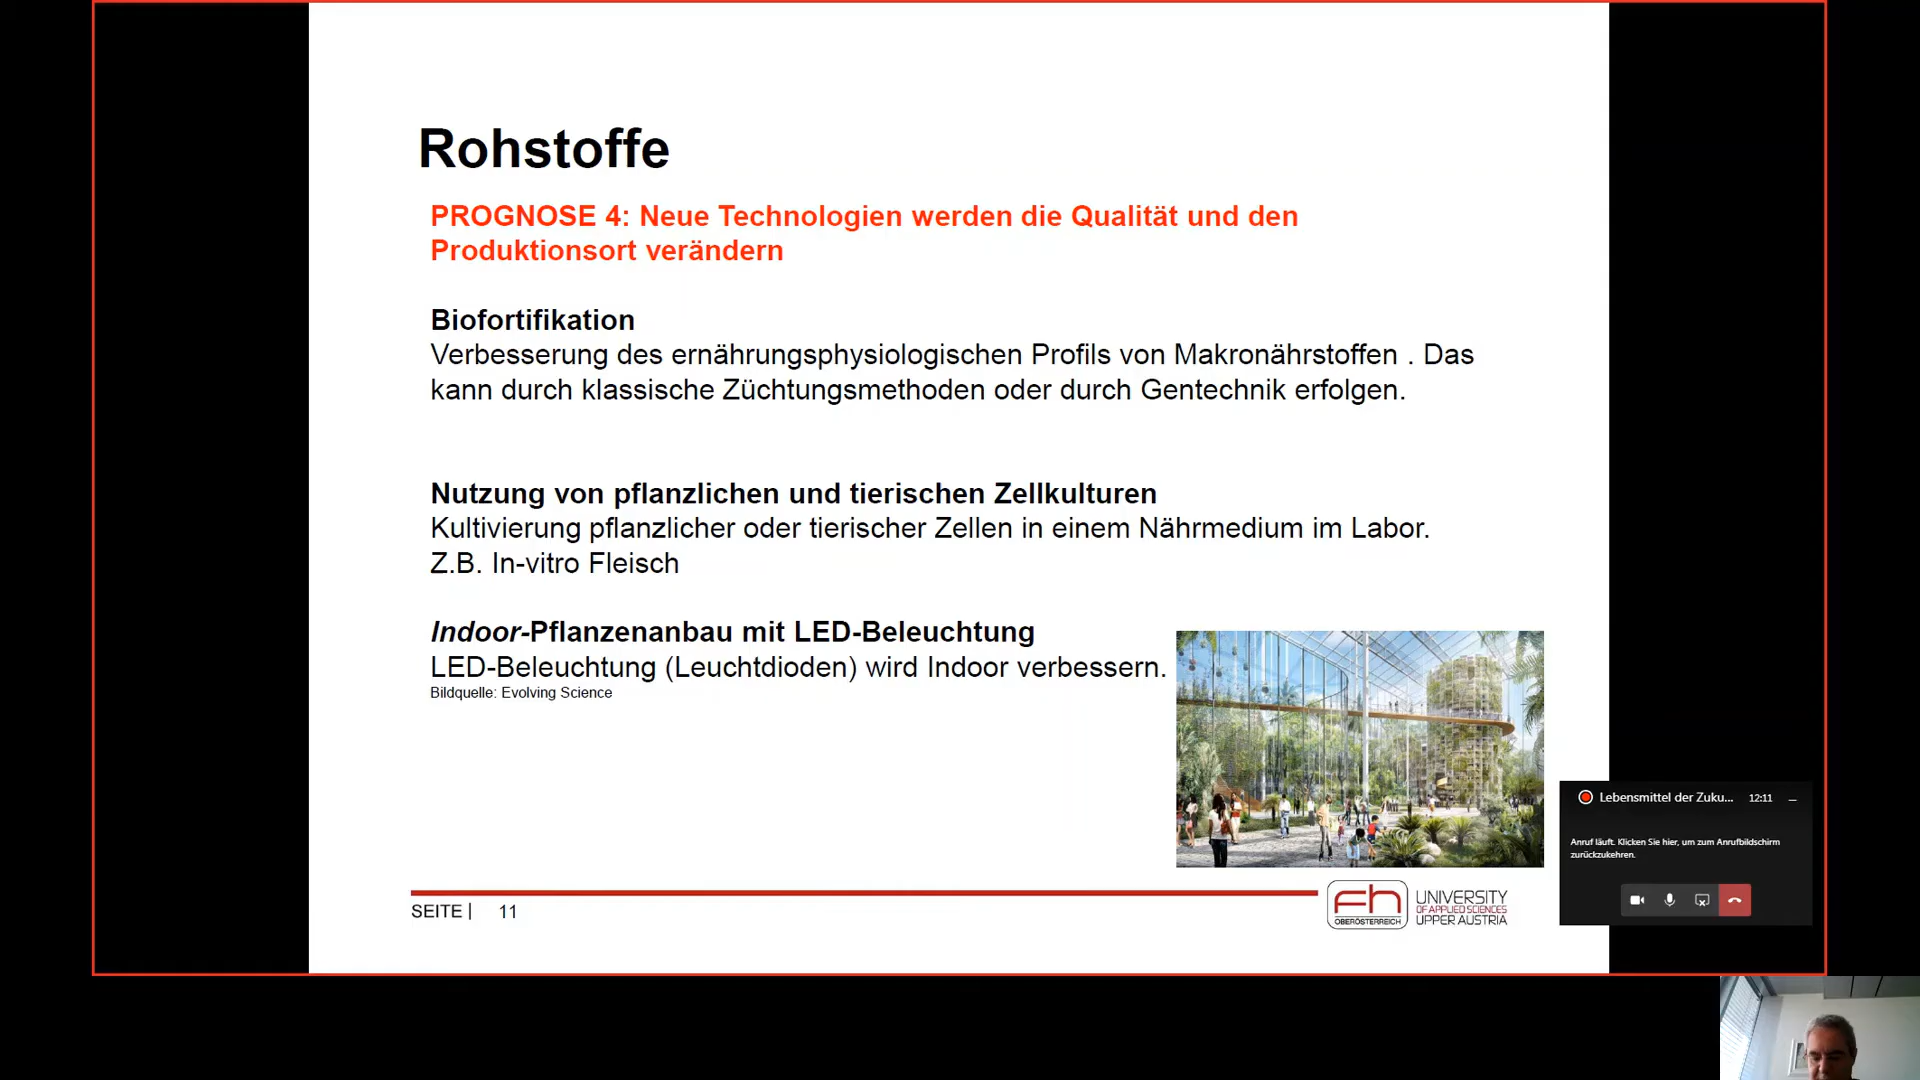 Rohstoffe
PROGNOSE 4: Neue Technologien werden die Qualität und den
Produktionsort verändern
Biofortifikation
Verbesserung des ernährungsphysiologischen Profils von Makronährstoffen . Das
kann durch klassische Züchtungsmethoden oder durch Gentechnik erfolgen.
Nutzung von pflanzlichen und tierischen Zellkulturen
Kultivierung pflanzlicher oder tierischer Zellen in einem Nährmedium im Labor.
Z.B. In-vitro Fleisch
Indoor-Pflanzenanbau mit LED-Beleuchtung
LED-Beleuchtung (Leuchtdioden) wird Indoor verbessern.
Bildquelle: Evolving Science
SEITE | 11
fh
OBERÖSTERREICH
UNIVERSITY
OF APPLIED SCIENCES
UPPER AUSTRIA
Lebensmittel der Zuku... 12:11
Anruf läuft. Klicken Sie hier, um zum Anrufbildschirm
zurückzukehren.